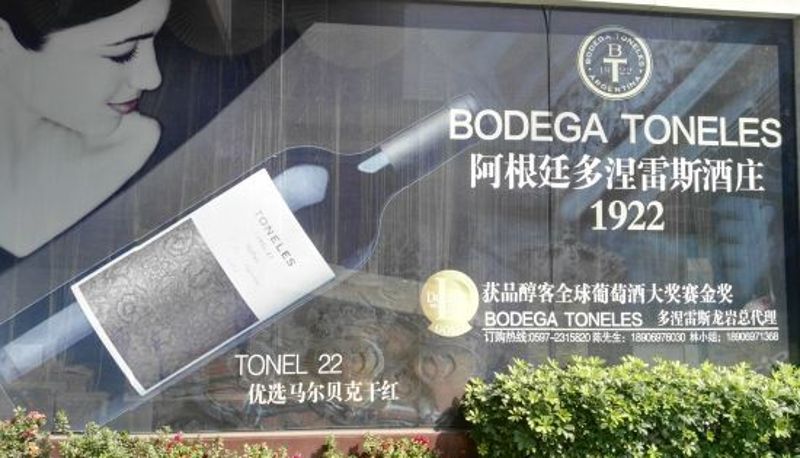 BODEGA TONELES
B
T
1922
ARGENTINA
BODEGA TONELES
阿根廷多涅雷斯酒庄
1922
TONELES
获品醇客全球葡萄酒大奖赛金奖
BODEGA TONELES 多涅雷斯龙岩总代理
订购热线:0597-2315820 陈先生：18906976030 林小姐：18906971368
TONEL 22
优选马尔贝克干红